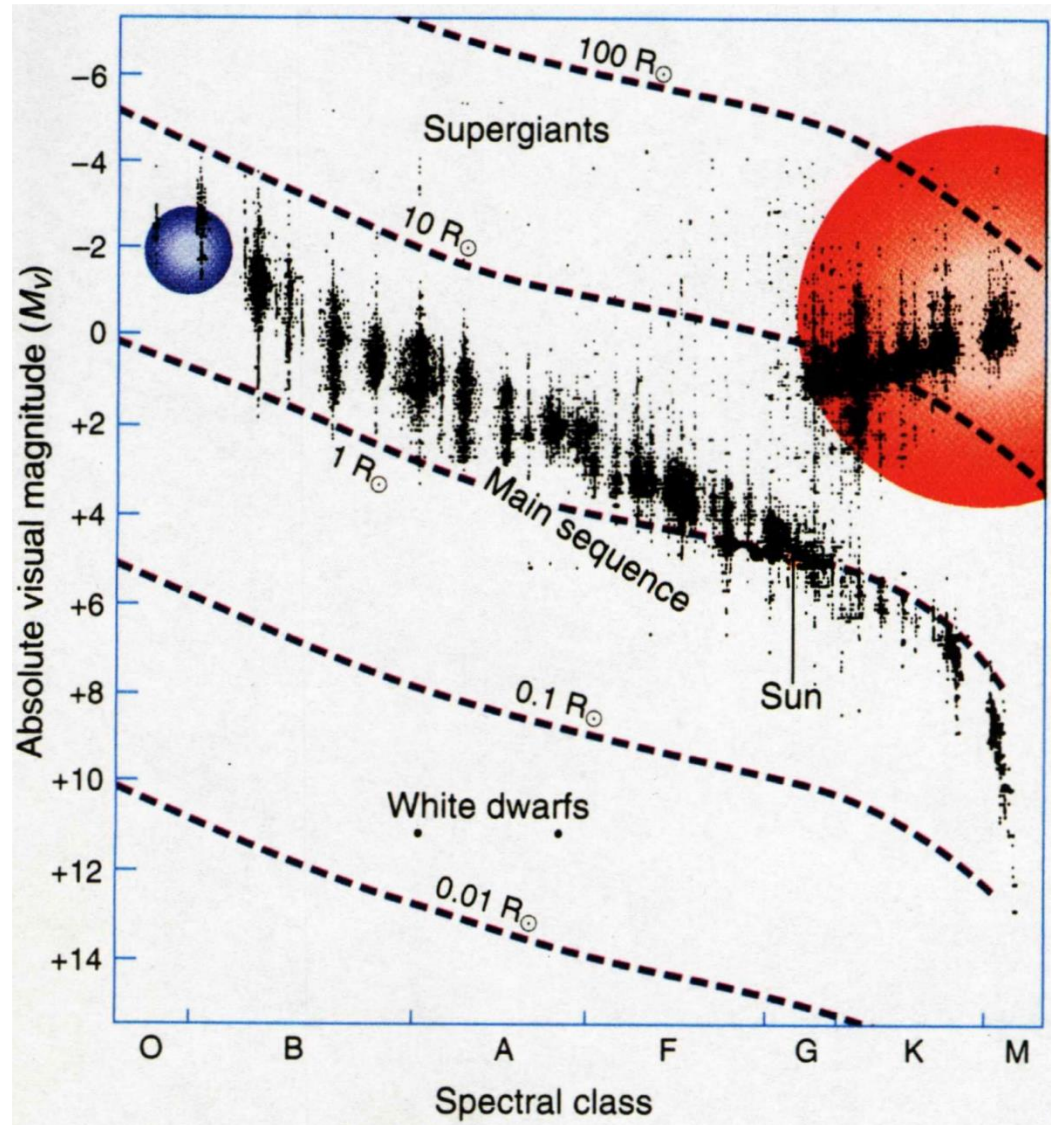 100 R☉
−6
Supergiants
−4
10 R☉
−2
0
+2
1 R☉
Main sequence
+4
+6
Sun
+8
0.1 R☉
+10
White dwarfs
+12
0.01 R☉
+14
Absolute visual magnitude (Mv)
O B A F G K M
Spectral class